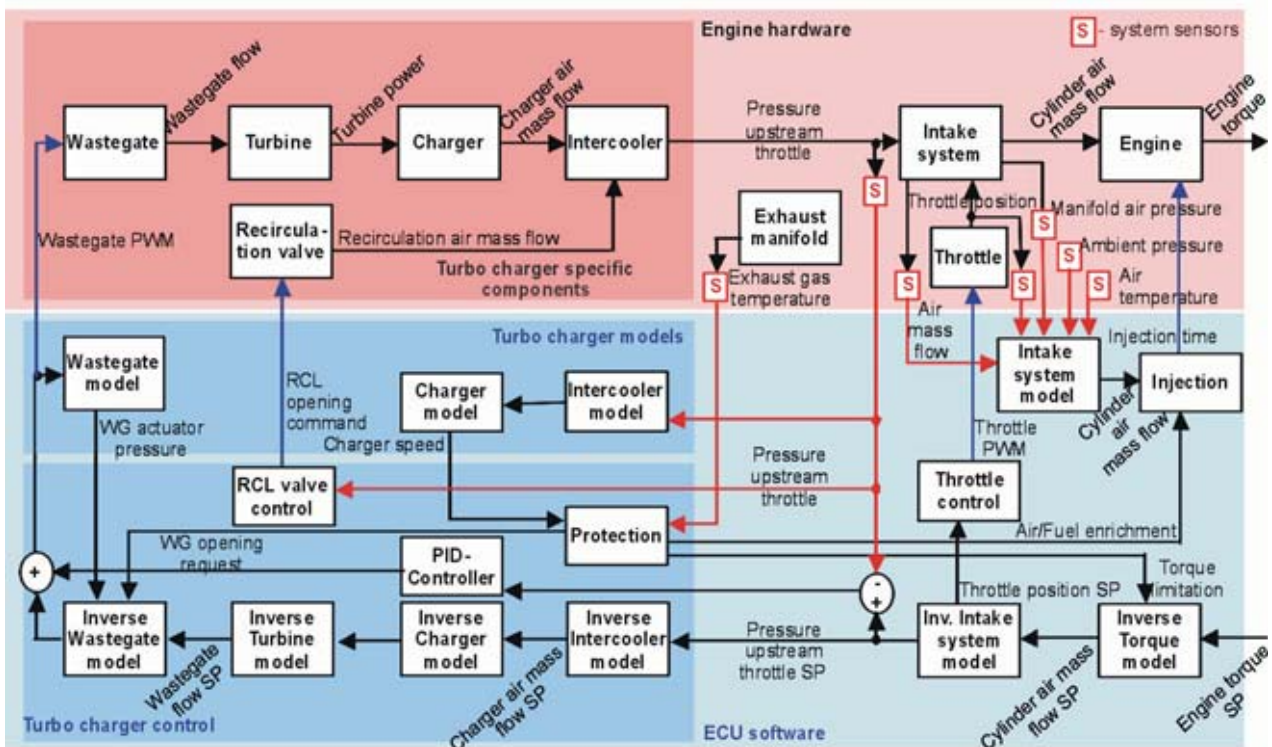 Engine hardware
S - system sensors
Wastegate flow
Turbine power
Charger air
mass flow
Pressure
upstream
throttle
Cylinder air
mass flow
Engine
torque
Wastegate
Turbine
Charger
Intercooler
Intake
system
Engine
S
Wastegate PWM
Recircula-
tion valve
Recirculation air mass flow
Exhaust
manifold
Throttle position
S
Manifold air pressure
Throttle
Ambient pressure
S
Turbo charger specific
components
S
Exhaust gas
temperature
S
S
S
Air
temperature
Air
mass
flow
Turbo charger models
Injection time
Wastegate
model
RCL
opening
command
Charger
model
Intercooler
model
Intake
system
model
Injection
WG actuator
pressure
Charger speed
Cylinder
air
mass flow
Throttle
PWM
Pressure
upstream
throttle
RCL valve
control
Throttle
control
Protection
Air/Fuel enrichment
WG opening
request
PID-
Controller
+
-
+
Throttle position SP
Torque
limitation
Inverse
Wastegate
model
Inverse
Turbine
model
Inverse
Charger
model
Inverse
Intercooler
model
Pressure
upstream
throttle SP
Inv. Intake
system
model
Inverse
Torque
model
Wastegate
flow SP
Charger air mass
flow SP
Cylinder air mass
flow SP
Engine torque
SP
Turbo charger control
ECU software